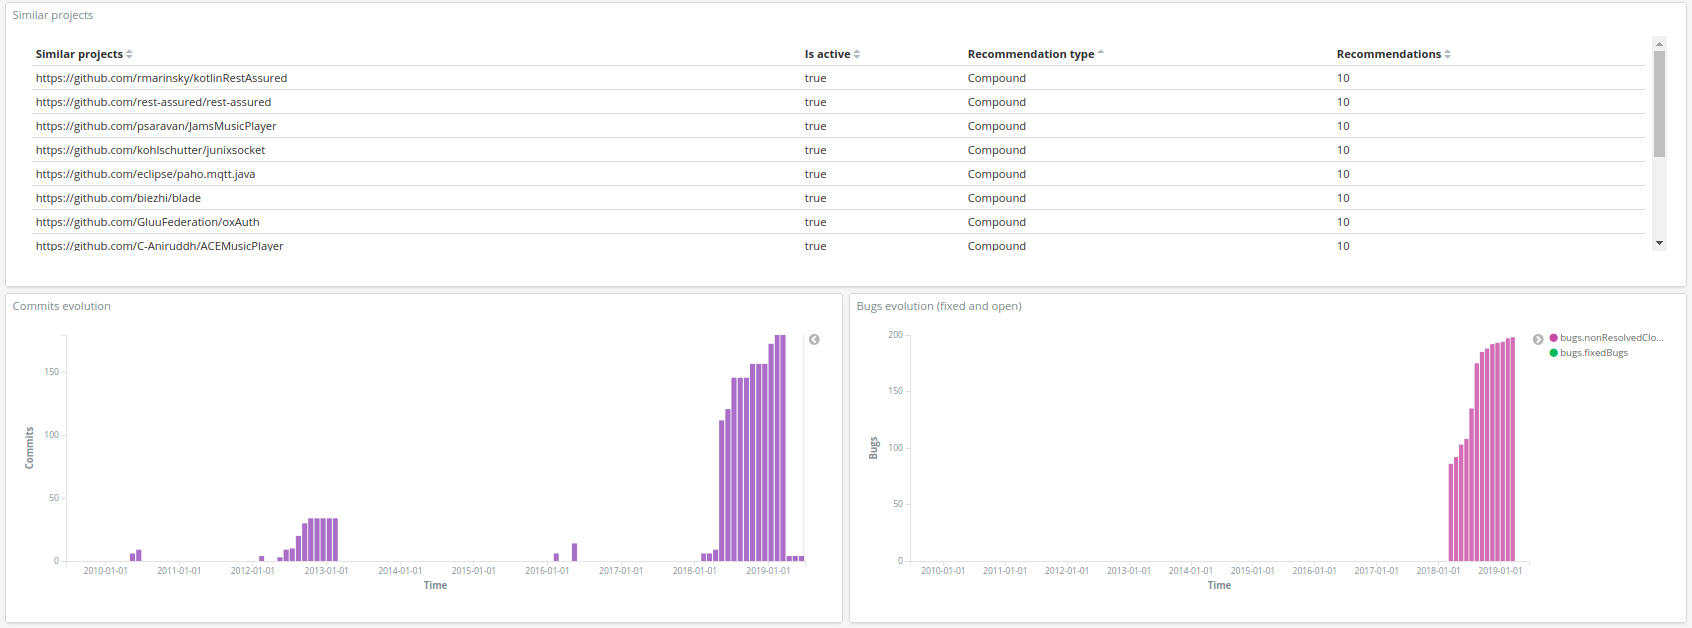 Similar projects
Similar projects Is active Recommendation type Recommendations
https://github.com/rmarinsky/kotlinRestAssured true Compound 10
https://github.com/rest-assured/rest-assured true Compound 10
https://github.com/psaravan/JamsMusicPlayer true Compound 10
https://github.com/kohlschutter/junixsocket true Compound 10
https://github.com/eclipse/paho.mqtt.java true Compound 10
https://github.com/biezhi/blade true Compound 10
https://github.com/GluuFederation/oxAuth true Compound 10
https://github.com/C-Aniruddh/ACEMusicPlayer true Compound 10
Commits evolution
150
100
50
0
Commits
2010-01-01 2011-01-01 2012-01-01 2013-01-01 2014-01-01 2015-01-01 2016-01-01 2017-01-01 2018-01-01 2019-01-01
Time
Bugs evolution (fixed and open)
200
150
100
50
0
Bugs
2010-01-01 2011-01-01 2012-01-01 2013-01-01 2014-01-01 2015-01-01 2016-01-01 2017-01-01 2018-01-01 2019-01-01
Time
bugs.nonResolvedClo...
bugs.fixedBugs